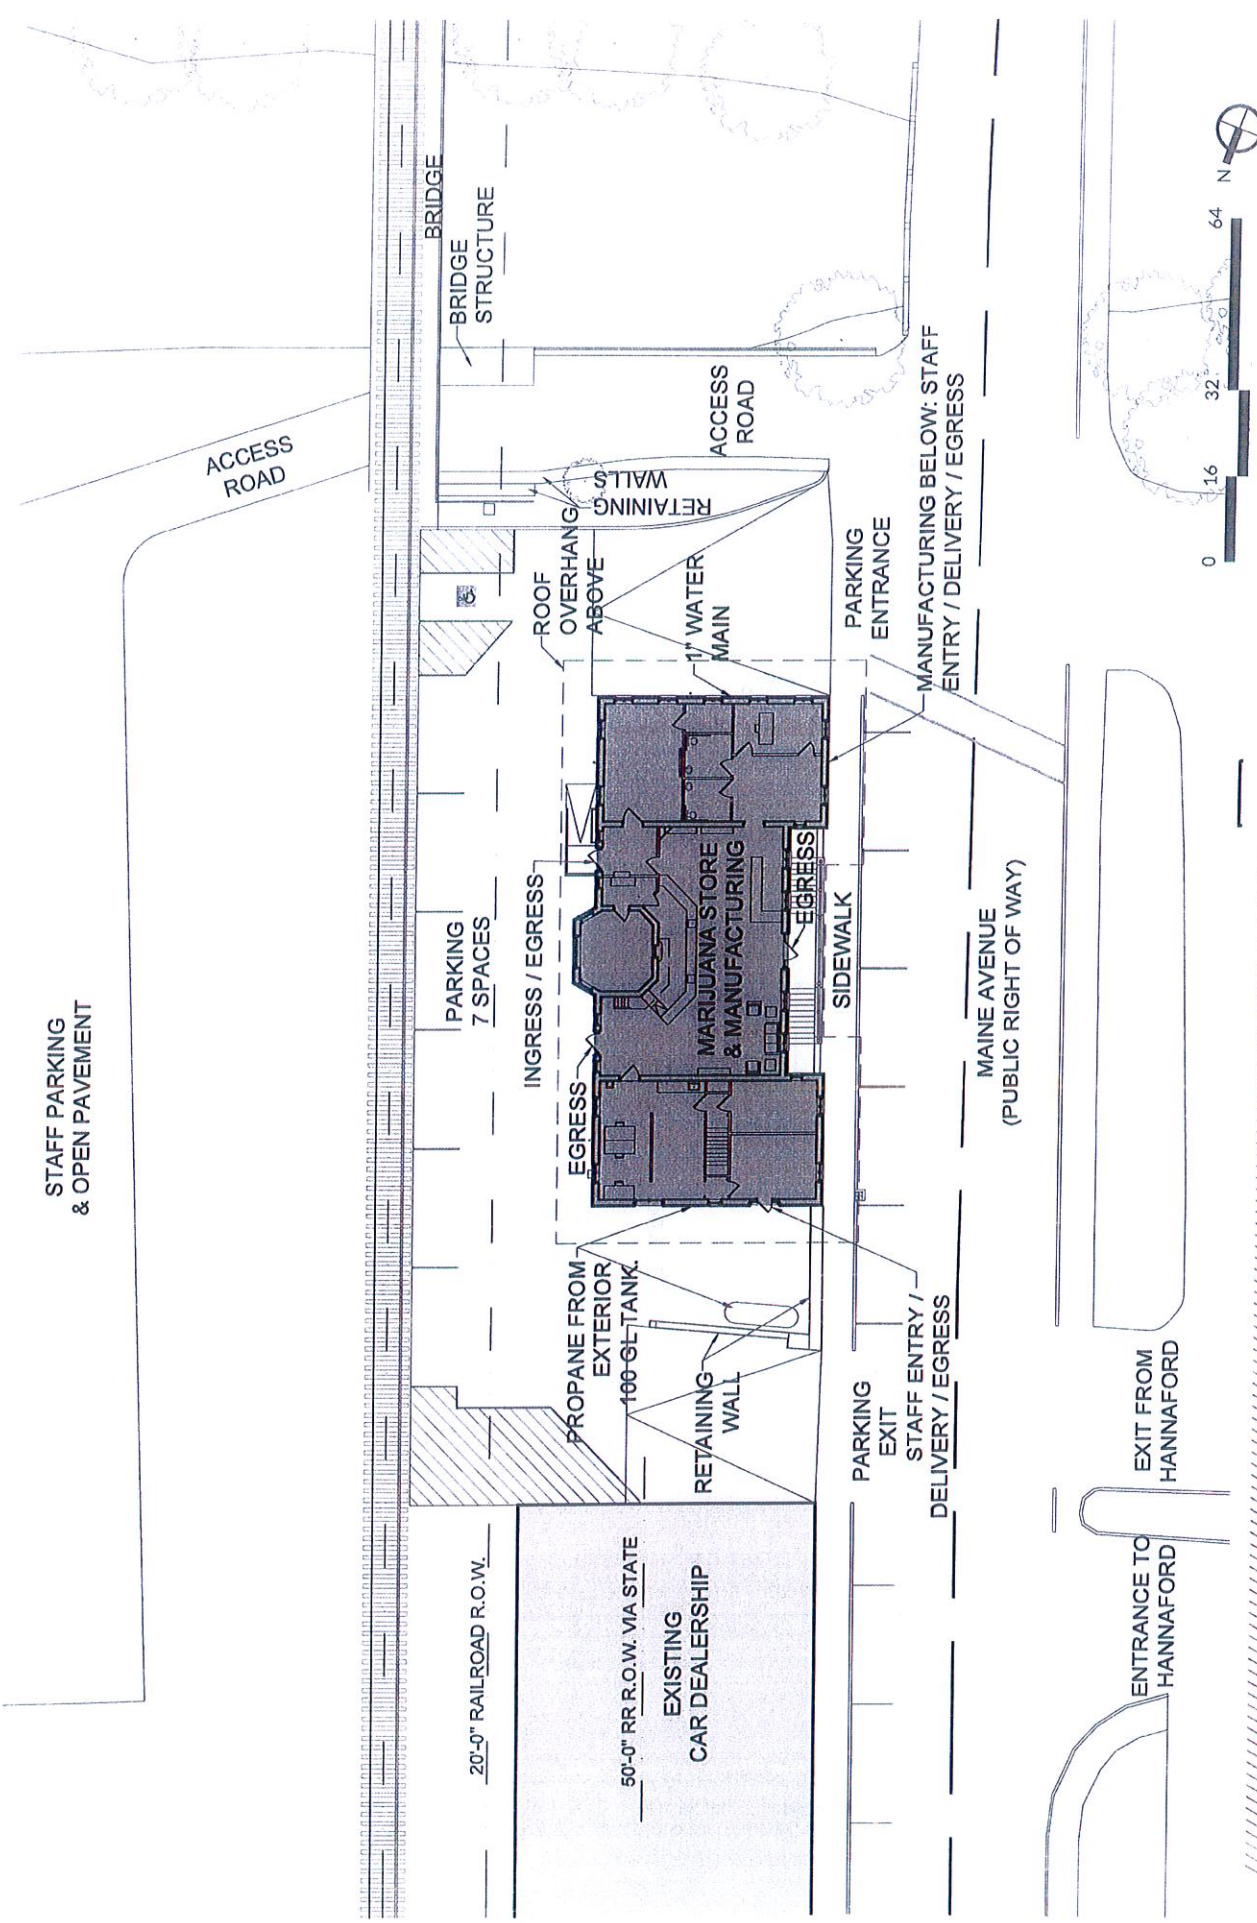 STAFF PARKING
& OPEN PAVEMENT
ACCESS
ROAD
BRIDGE
BRIDGE
STRUCTURE
20'-0" RAILROAD R.O.W.
50'-0" RR R.O.W. VIA STATE
EXISTING
CAR DEALERSHIP
PARKING
7 SPACES
INGRESS / EGRESS
EGRESS
ROOF
OVERHANG
ABOVE
RETAINING
WALLS
ACCESS
ROAD
1" WATER
MAIN
PROPANE FROM
EXTERIOR
100 GL TANK.
RETAINING
WALL
MARIJUANA STORE
& MANUFACTURING
EGRESS
SIDEWALK
PARKING
ENTRANCE
MANUFACTURING BELOW: STAFF
ENTRY / DELIVERY / EGRESS
PARKING
EXIT
STAFF ENTRY /
DELIVERY / EGRESS
MAINE AVENUE
(PUBLIC RIGHT OF WAY)
ENTRANCE TO
HANNAFORD
EXIT FROM
HANNAFORD
0 16 32 64
N